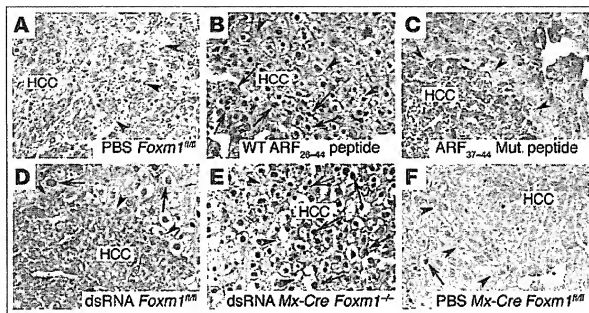 A
HCC
PBS Foxm1fl/fl
B
HCC
WT ARF26–44 peptide
C
HCC
ARF37–44 Mut. peptide
D
HCC
dsRNA Foxm1fl/fl
E
HCC
dsRNA Mx-Cre Foxm1–/–
F
HCC
PBS Mx-Cre Foxm1fl/fl